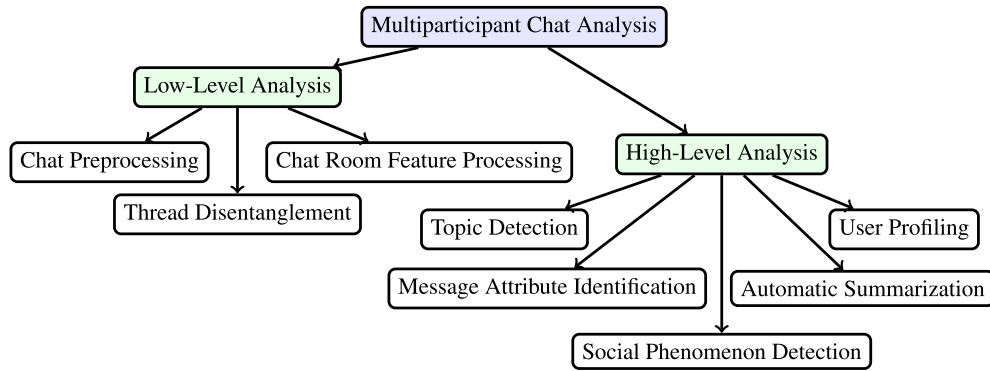 Multiparticipant Chat Analysis
Low-Level Analysis
Chat Preprocessing
Chat Room Feature Processing
Thread Disentanglement
High-Level Analysis
Topic Detection
User Profiling
Message Attribute Identification
Automatic Summarization
Social Phenomenon Detection